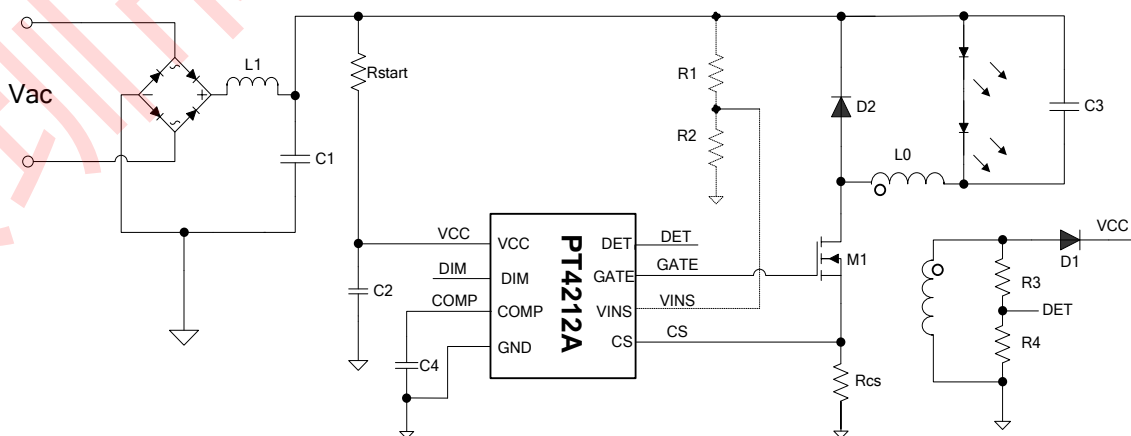 L1
Vac
C1
Rstart
R1
R2
D2
L0
C3
VCC
DIM
COMP
C2
C4
VCC
DIM
COMP
GND
PT4212A
DET
GATE
VINS
CS
DET
GATE
VINS
CS
M1
Rcs
VCC
D1
R3
DET
R4